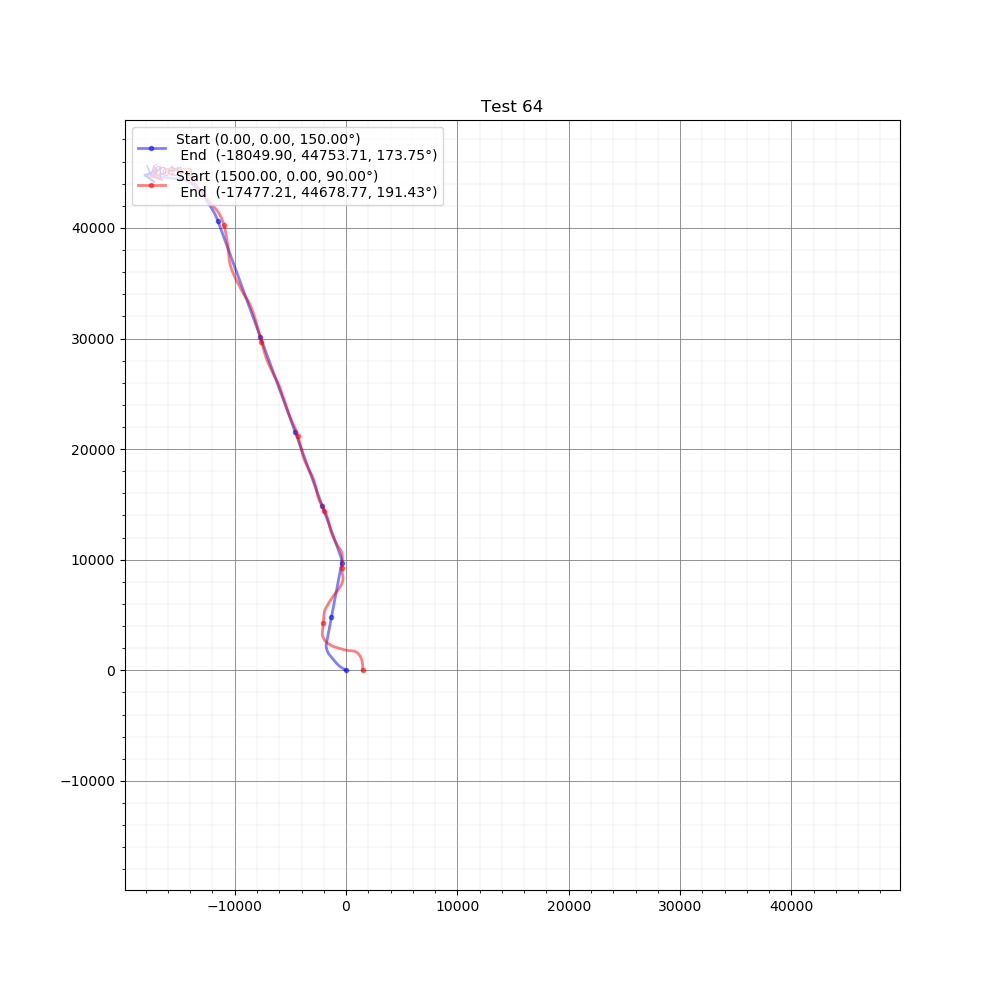 Test 64
Start (0.00, 0.00, 150.00°)
End (-18049.90, 44753.71, 173.75°)
Start (1500.00, 0.00, 90.00°)
End (-17477.21, 44678.77, 191.43°)
40000
30000
20000
10000
0
−10000
−10000 0 10000 20000 30000 40000